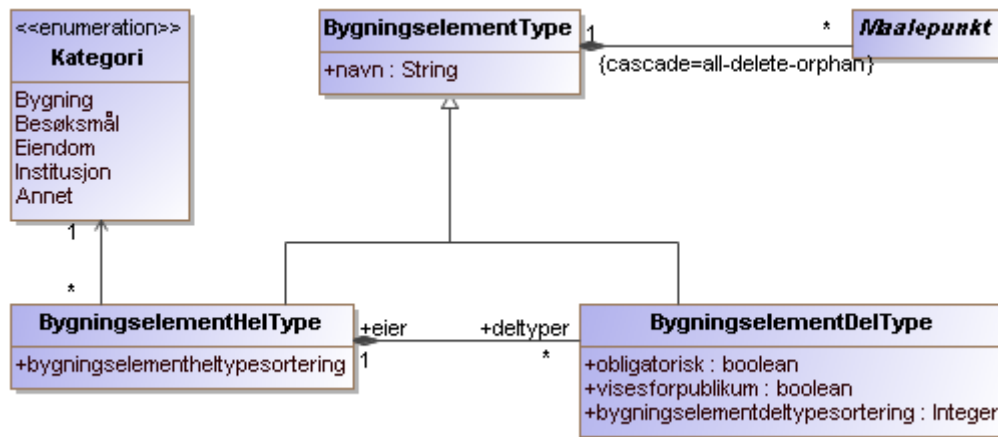 <<enumeration>>
Kategori
Bygning
Besøksmål
Eiendom
Institusjon
Annet
BygningselementType
+navn : String
1
*
{cascade=all-delete-orphan}
Maalepunkt
1
*
BygningselementHelType
+bygningselementheltypesortering
+eier
1
+deltyper
*
BygningselementDelType
+obligatorisk : boolean
+visesforpublikum : boolean
+bygningselementdeltypesortering : Integer